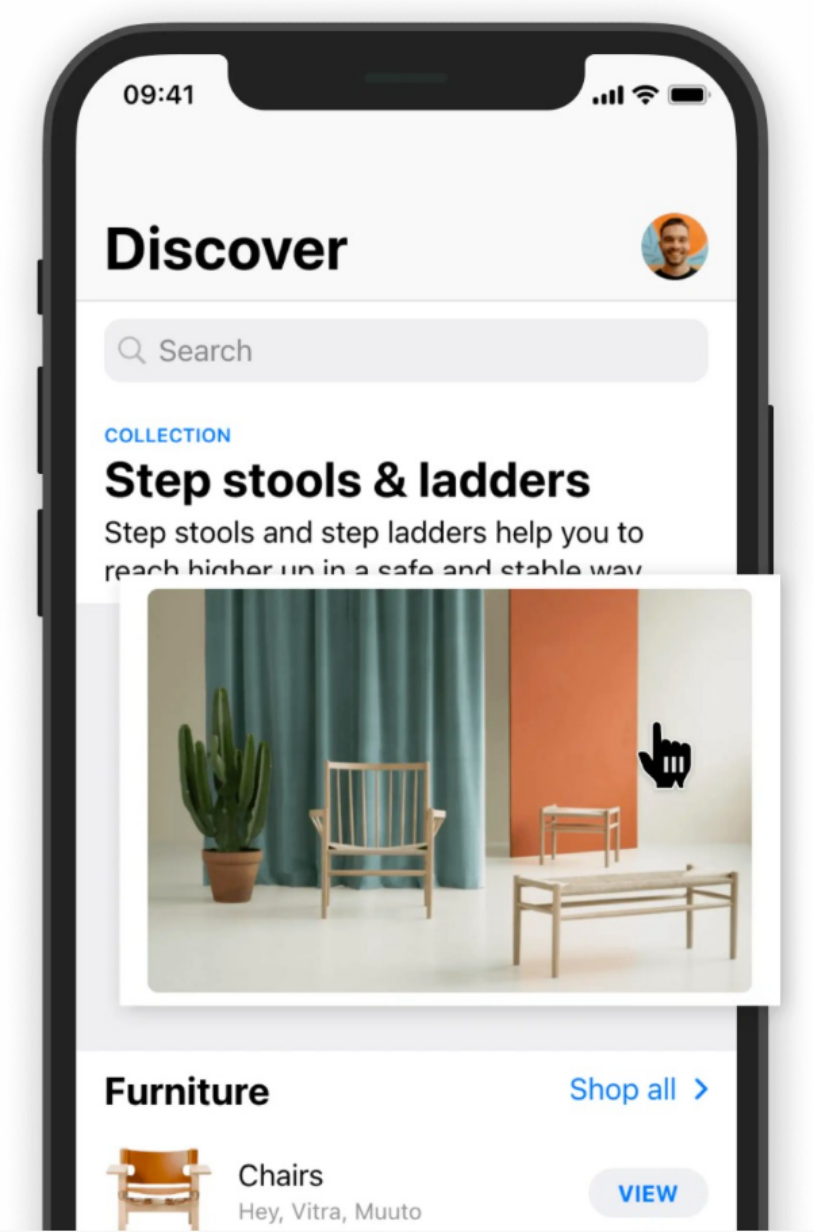 09:41
Discover
Search
COLLECTION
Step stools & ladders
Step stools and step ladders help you to
reach higher up in a safe and stable way
Furniture
Shop all
Chairs
Hey, Vitra, Muuto
VIEW